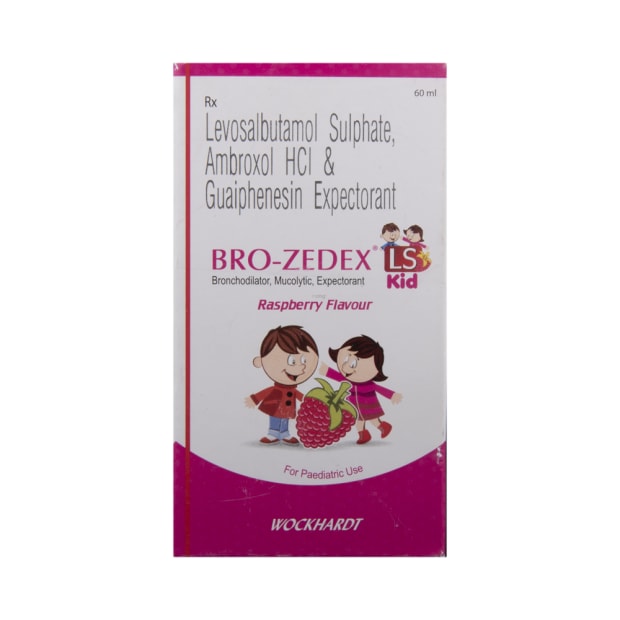 60 ml
Rx
Levosalbutamol Sulphate,
Ambroxol HCl &
Guaiphenesin Expectorant
BRO-ZEDEX® LS
Kid
Bronchodilator, Mucolytic, Expectorant
Raspberry Flavour
For Paediatric Use
WOCKHARDT